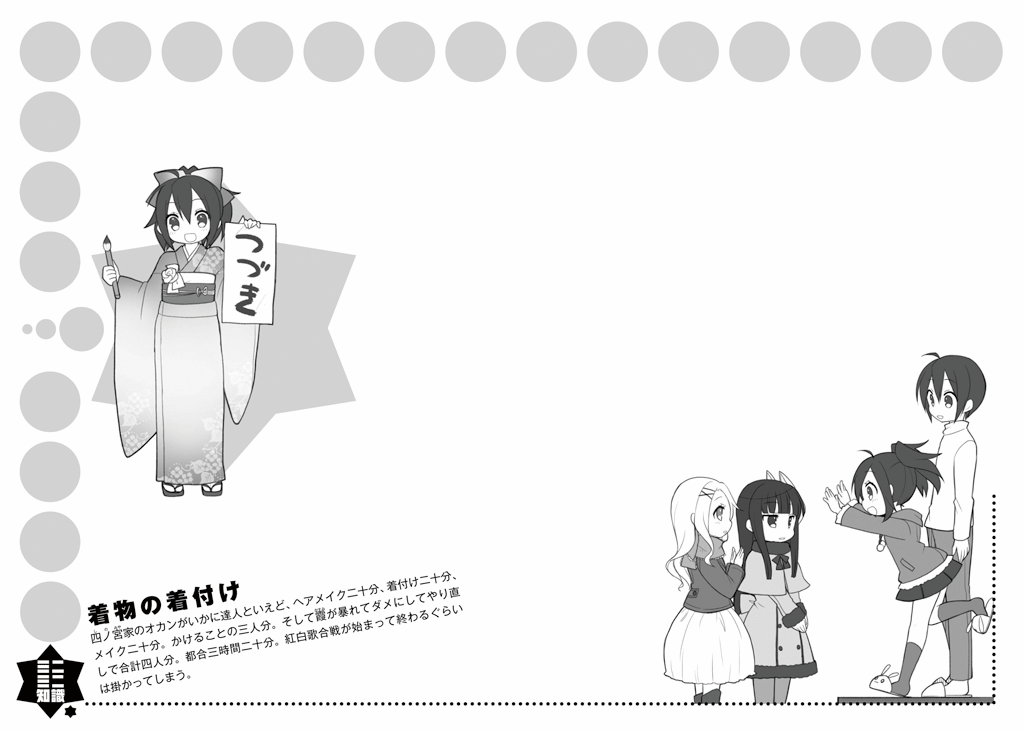 つづき
着物の着付け
四ノ宮家のオカンがいかに達人といえど、ヘアメイク二十分、着付け二十分、
メイク二十分。かけることの三人分。そして霞が暴れてダメにしてやり直
しで合計四人分。都合三時間二十分。紅白歌合戦が始まって終わるぐらい
は掛かってしまう。
知識